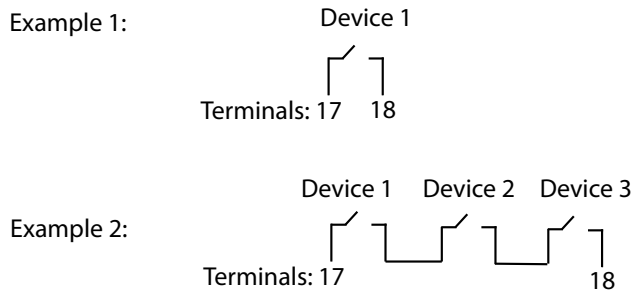 Example 1:
Device 1
Terminals: 17 18
Device 1 Device 2 Device 3
Example 2:
Terminals: 17 18